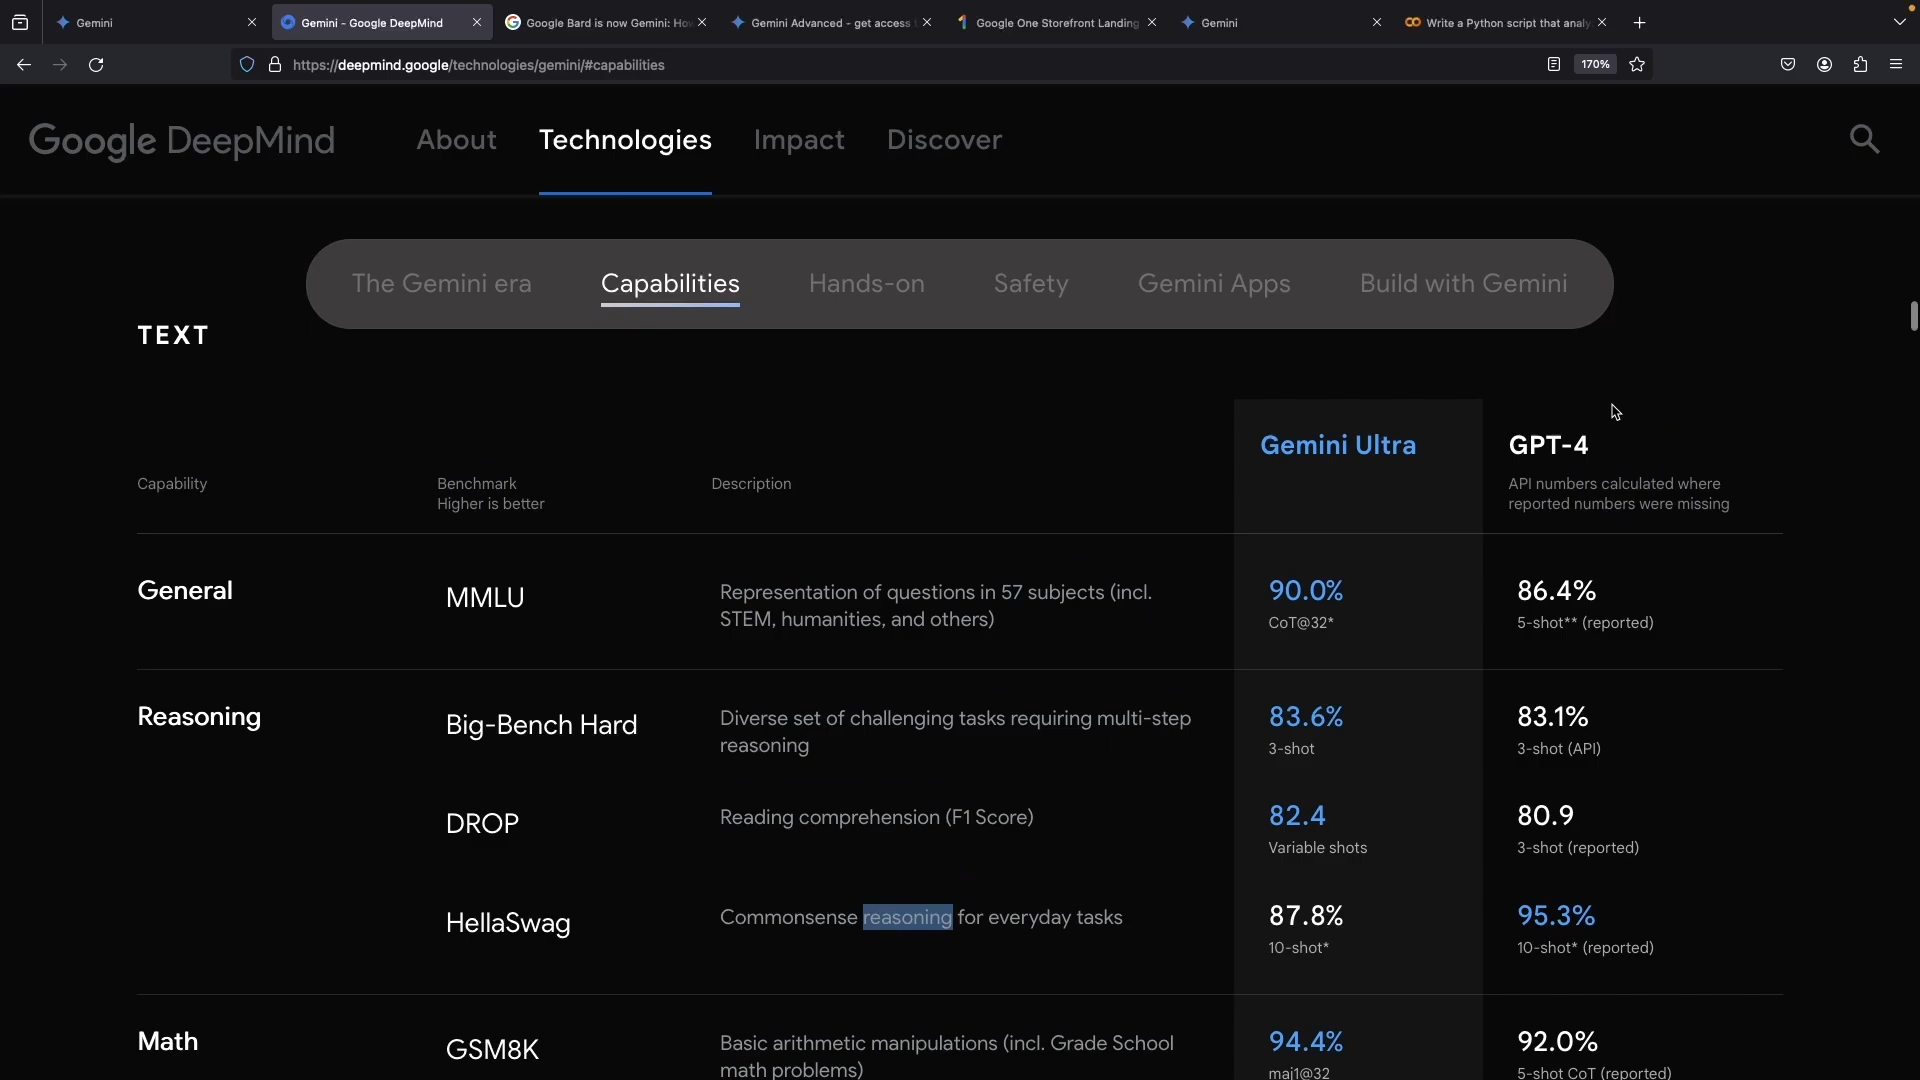 Gemini
Gemini - Google DeepMind
Google Bard is now Gemini: How
Gemini Advanced - get access
Google One Storefront Landing
Gemini
Write a Python script that analy
https://deepmind.google/technologies/gemini/#capabilities
170%
Google DeepMind
About
Technologies
Impact
Discover
The Gemini era
Capabilities
Hands-on
Safety
Gemini Apps
Build with Gemini
TEXT
Gemini Ultra
GPT-4
Capability
Benchmark
Higher is better
Description
API numbers calculated where
reported numbers were missing
General
MMLU
Representation of questions in 57 subjects (incl.
STEM, humanities, and others)
90.0%
CoT@32*
86.4%
5-shot** (reported)
Reasoning
Big-Bench Hard
Diverse set of challenging tasks requiring multi-step
reasoning
83.6%
3-shot
83.1%
3-shot (API)
DROP
Reading comprehension (F1 Score)
82.4
Variable shots
80.9
3-shot (reported)
HellaSwag
Commonsense reasoning for everyday tasks
87.8%
10-shot*
95.3%
10-shot* (reported)
Math
GSM8K
Basic arithmetic manipulations (incl. Grade School
math problems)
94.4%
maj1@32
92.0%
5-shot CoT (reported)